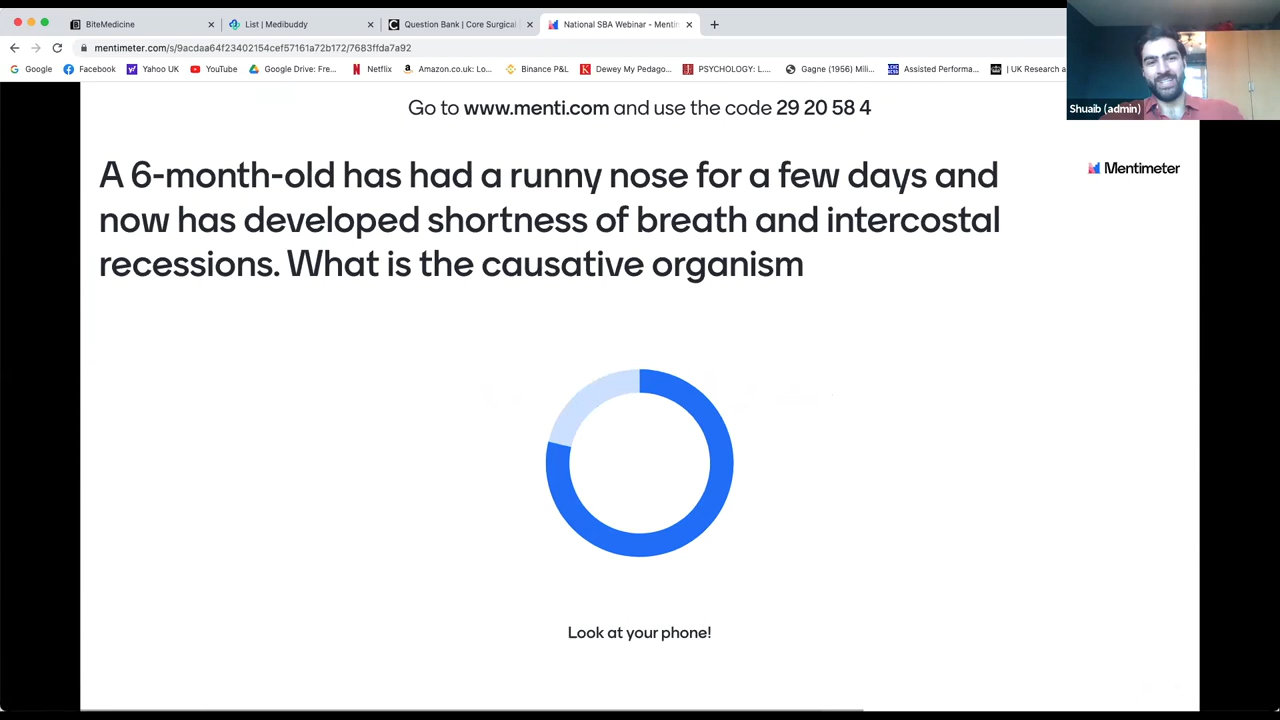 BiteMedicine
List | Medibuddy
Question Bank | Core Surgical
National SBA Webinar - Mentim
mentimeter.com/s/9acdaa64f23402154cef57161a72b172/7683ffda7a92
Google
Facebook
Yahoo UK
YouTube
Google Drive: Fre...
Netflix
Amazon.co.uk: Lo...
Binance P&L
Dewey My Pedago...
PSYCHOLOGY: L....
Gagne (1956) Mili...
Assisted Performa...
| UK Research a
Shuaib (admin)
Go to www.menti.com and use the code 29 20 58 4
Mentimeter
A 6-month-old has had a runny nose for a few days and
now has developed shortness of breath and intercostal
recessions. What is the causative organism
Look at your phone!